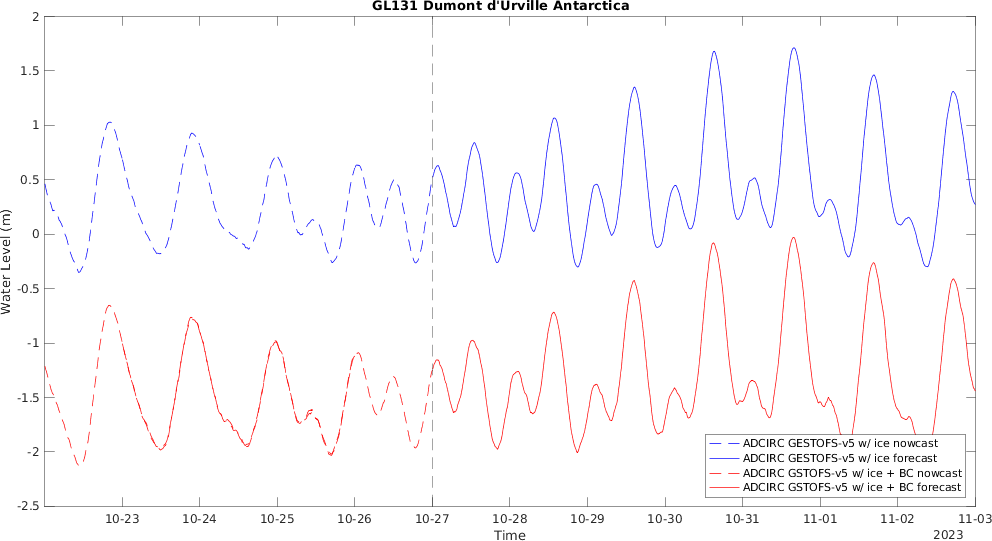 GL131 Dumont d'Urville Antarctica
2
1.5
1
0.5
0
-0.5
-1
-1.5
-2
-2.5
Water Level (m)
ADCIRC GESTOFS-v5 w/ ice nowcast
ADCIRC GESTOFS-v5 w/ ice forecast
ADCIRC GSTOFS-v5 w/ ice + BC nowcast
ADCIRC GSTOFS-v5 w/ ice + BC forecast
10-23 10-24 10-25 10-26 10-27 10-28 10-29 10-30 10-31 11-01 11-02 11-03
Time
2023